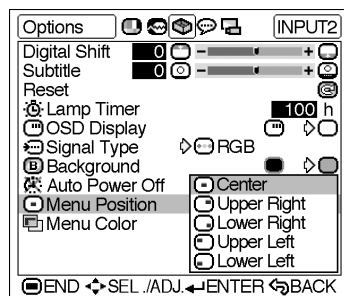 Options INPUT2
Digital Shift 0 - +
Subtitle 0 - +
Reset
Lamp Timer 100 h
OSD Display
Signal Type RGB
B Background
Auto Power Off
Menu Position
Menu Color
Center
Upper Right
Lower Right
Upper Left
Lower Left
END SEL./ADJ. ENTER BACK